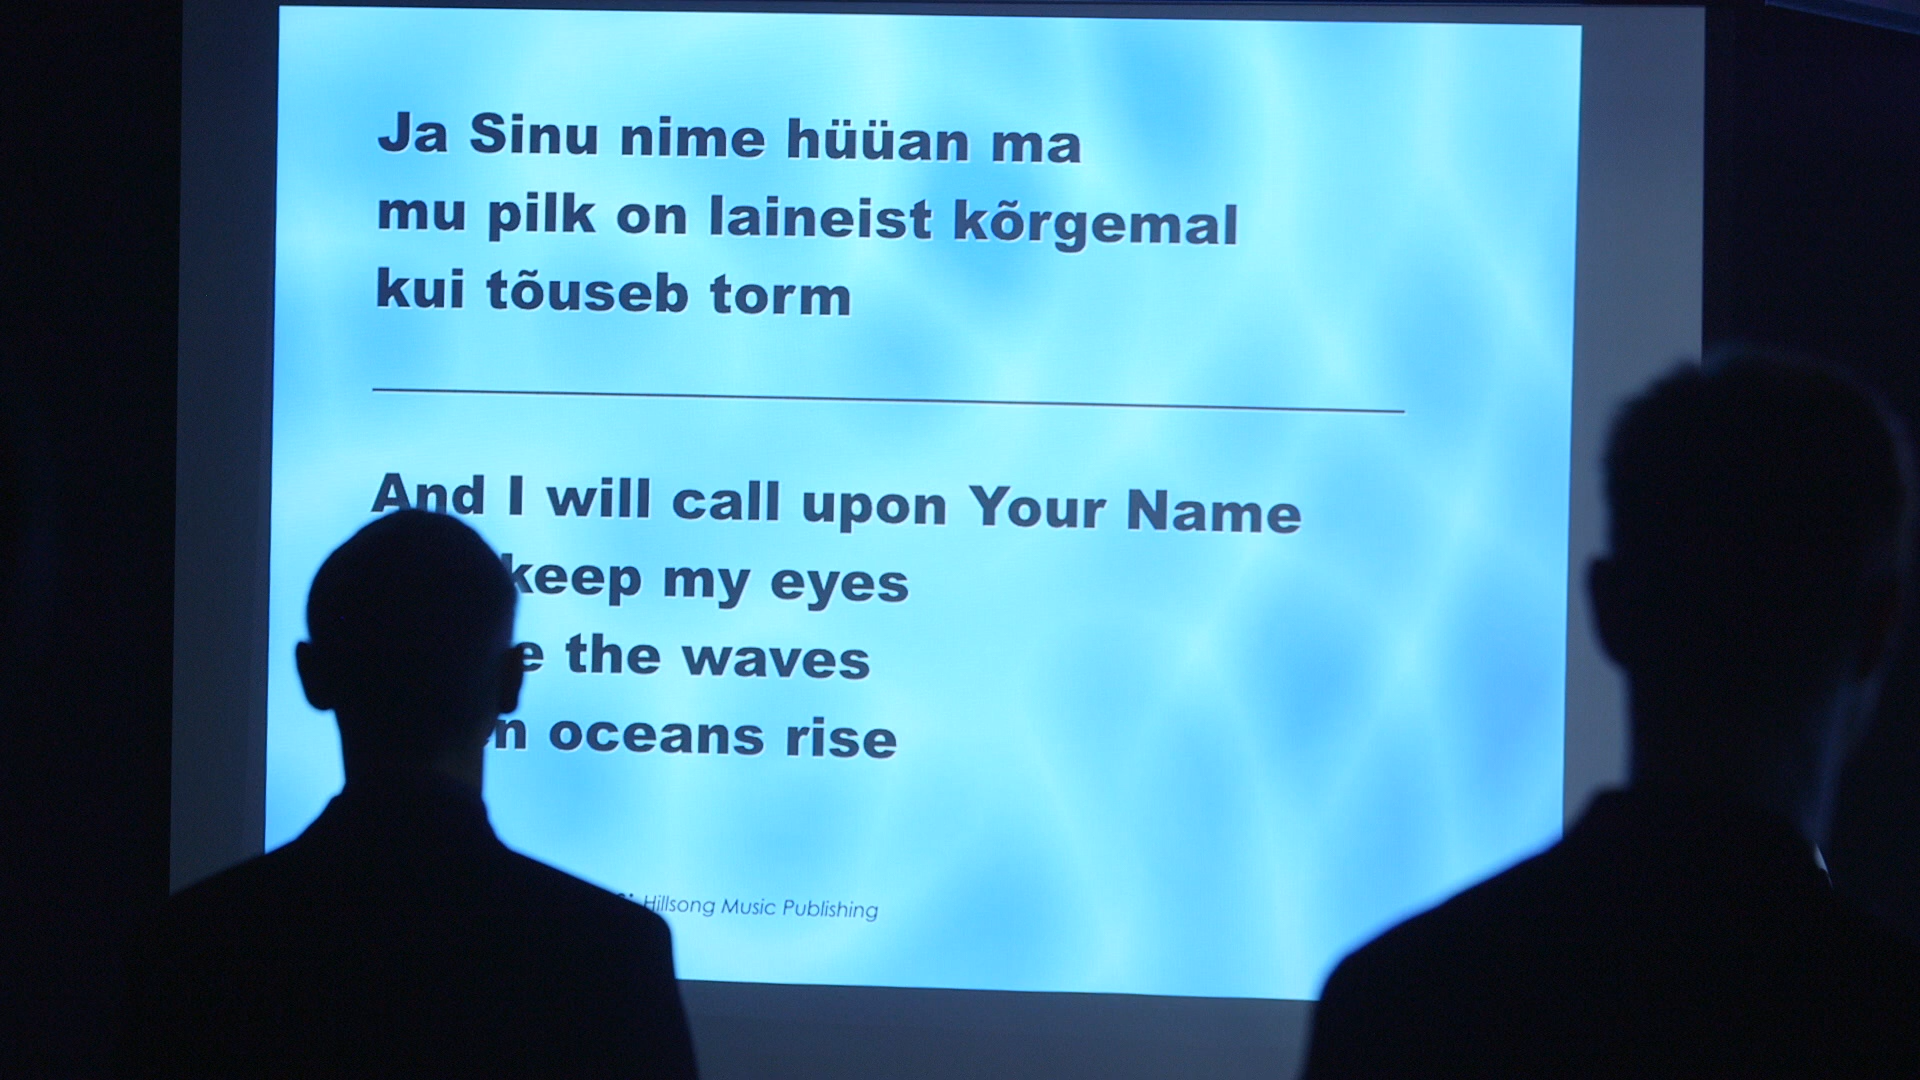 Ja Sinu nime hüüan ma
mu pilk on laineist kõrgemal
kui tõuseb torm
And I will call upon Your Name
keep my eyes
the waves
oceans rise
Hillsong Music Publishing